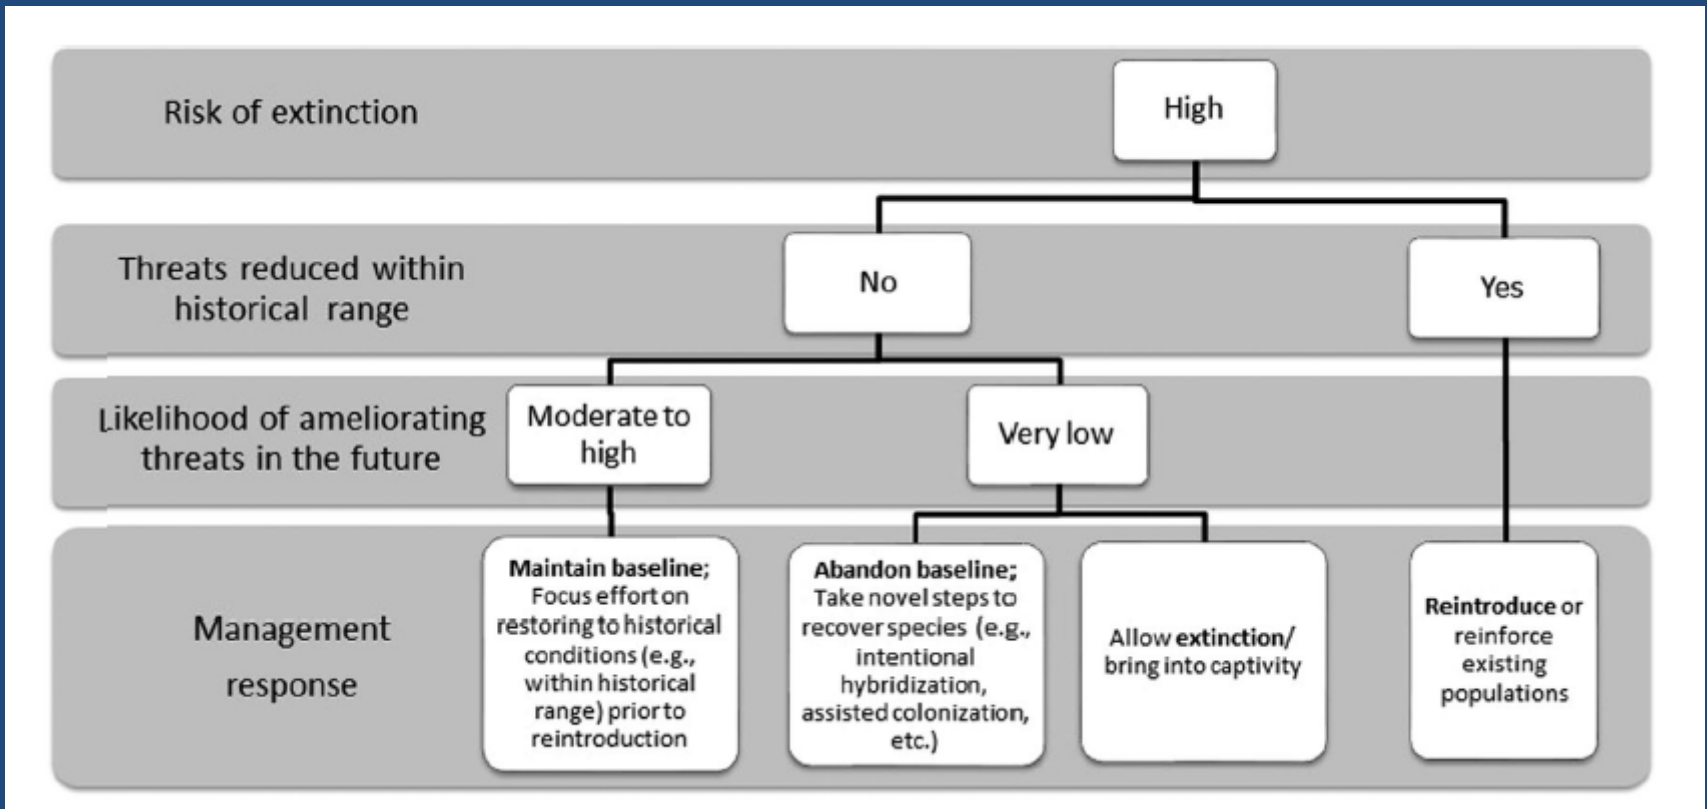 Risk of extinction
High
Threats reduced within
historical range
No
Yes
Likelihood of ameliorating
threats in the future
Moderate to
high
Very low
Management
response
Maintain baseline;
Focus effort on
restoring to historical
conditions (e.g.,
within historical
range) prior to
reintroduction
Abandon baseline;
Take novel steps to
recover species (e.g.,
intentional
hybridization,
assisted colonization,
etc.)
Allow extinction/
bring into captivity
Reintroduce or
reinforce
existing
populations